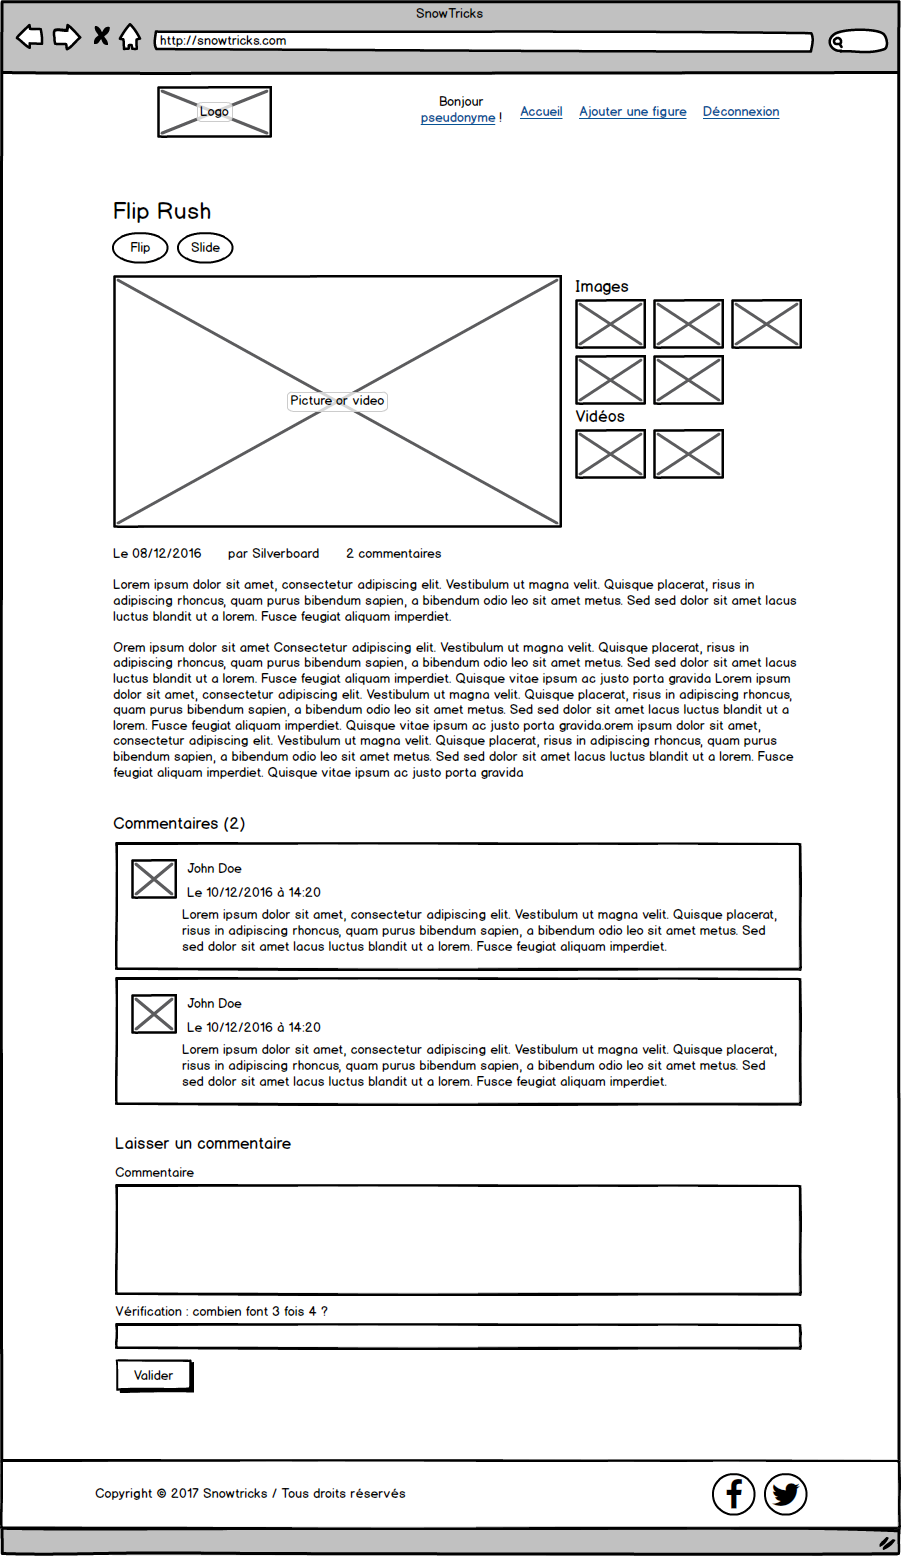 SnowTricks
http://snowtricks.com
Logo
Bonjour
pseudonyme !
Accueil
Ajouter une figure
Déconnexion
Flip Rush
Flip
Slide
Images
Picture or video
Vidéos
Le 08/12/2016
par Silverboard
2 commentaires
Lorem ipsum dolor sit amet, consectetur adipiscing elit. Vestibulum ut magna velit. Quisque placerat, risus in
adipiscing rhoncus, quam purus bibendum sapien, a bibendum odio leo sit amet metus. Sed sed dolor sit amet lacus
luctus blandit ut a lorem. Fusce feugiat aliquam imperdiet.
Orem ipsum dolor sit amet Consectetur adipiscing elit. Vestibulum ut magna velit. Quisque placerat, risus in
adipiscing rhoncus, quam purus bibendum sapien, a bibendum odio leo sit amet metus. Sed sed dolor sit amet lacus
luctus blandit ut a lorem. Fusce feugiat aliquam imperdiet. Quisque vitae ipsum ac justo porta gravida Lorem ipsum
dolor sit amet, consectetur adipiscing elit. Vestibulum ut magna velit. Quisque placerat, risus in adipiscing rhoncus,
quam purus bibendum sapien, a bibendum odio leo sit amet metus. Sed sed dolor sit amet lacus luctus blandit ut a
lorem. Fusce feugiat aliquam imperdiet. Quisque vitae ipsum ac justo porta gravida.orem ipsum dolor sit amet,
consectetur adipiscing elit. Vestibulum ut magna velit. Quisque placerat, risus in adipiscing rhoncus, quam purus
bibendum sapien, a bibendum odio leo sit amet metus. Sed sed dolor sit amet lacus luctus blandit ut a lorem. Fusce
feugiat aliquam imperdiet. Quisque vitae ipsum ac justo porta gravida
Commentaires (2)
John Doe
Le 10/12/2016 à 14:20
Lorem ipsum dolor sit amet, consectetur adipiscing elit. Vestibulum ut magna velit. Quisque placerat,
risus in adipiscing rhoncus, quam purus bibendum sapien, a bibendum odio leo sit amet metus. Sed
sed dolor sit amet lacus luctus blandit ut a lorem. Fusce feugiat aliquam imperdiet.
John Doe
Le 10/12/2016 à 14:20
Lorem ipsum dolor sit amet, consectetur adipiscing elit. Vestibulum ut magna velit. Quisque placerat,
risus in adipiscing rhoncus, quam purus bibendum sapien, a bibendum odio leo sit amet metus. Sed
sed dolor sit amet lacus luctus blandit ut a lorem. Fusce feugiat aliquam imperdiet.
Laisser un commentaire
Commentaire
Vérification : combien font 3 fois 4 ?
Valider
Copyright © 2017 Snowtricks / Tous droits réservés